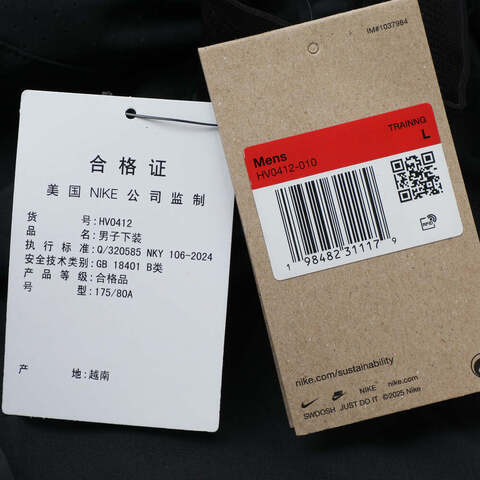 合格证
美国 NIKE 公司监制
货 号: HV0412
品 名: 男子下装
执行标准: Q/320585 NKY 106-2024
安全技术类别: GB 18401 B类
产品等级: 合格品
号 型: 175/80A
产 地: 越南
IM#1037984
TRAINNG
L
Mens
HV0412-010
RFID
1 98482 31117 9
nike.com/sustainability
NIKE nike.com
SWOOSH JUST DO IT ©2025 Nike